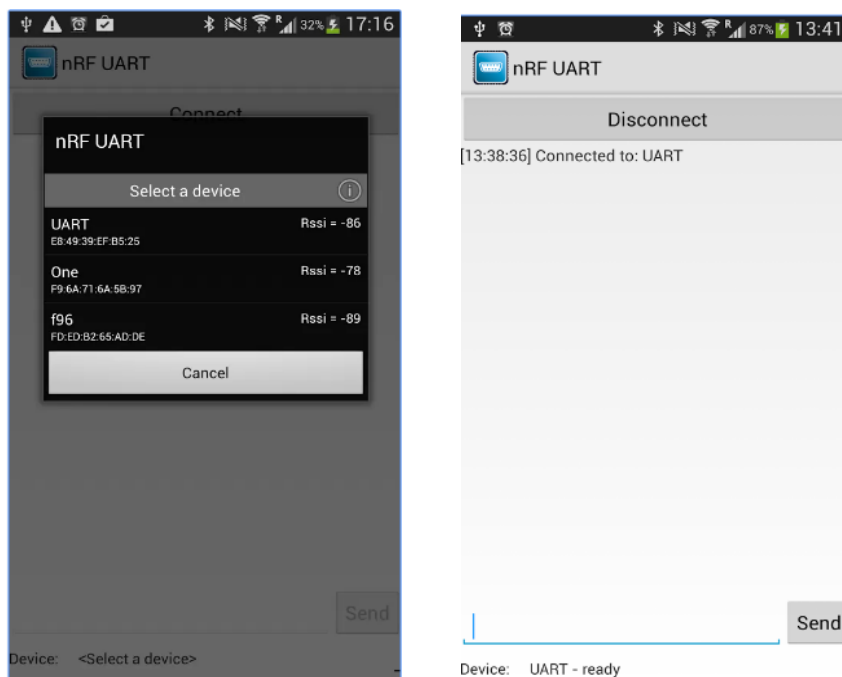 32% 17:16
nRF UART
Connect
nRF UART
Select a device
UART Rssi = -86
E8:49:39:EF:B5:25
One Rssi = -78
F9:6A:71:6A:5B:97
f96 Rssi = -89
FD:ED:B2:65:AD:DE
Cancel
Send
Device: <Select a device>
R 87% 13:41
nRF UART
Disconnect
[13:38:36] Connected to: UART
Send
Device: UART - ready